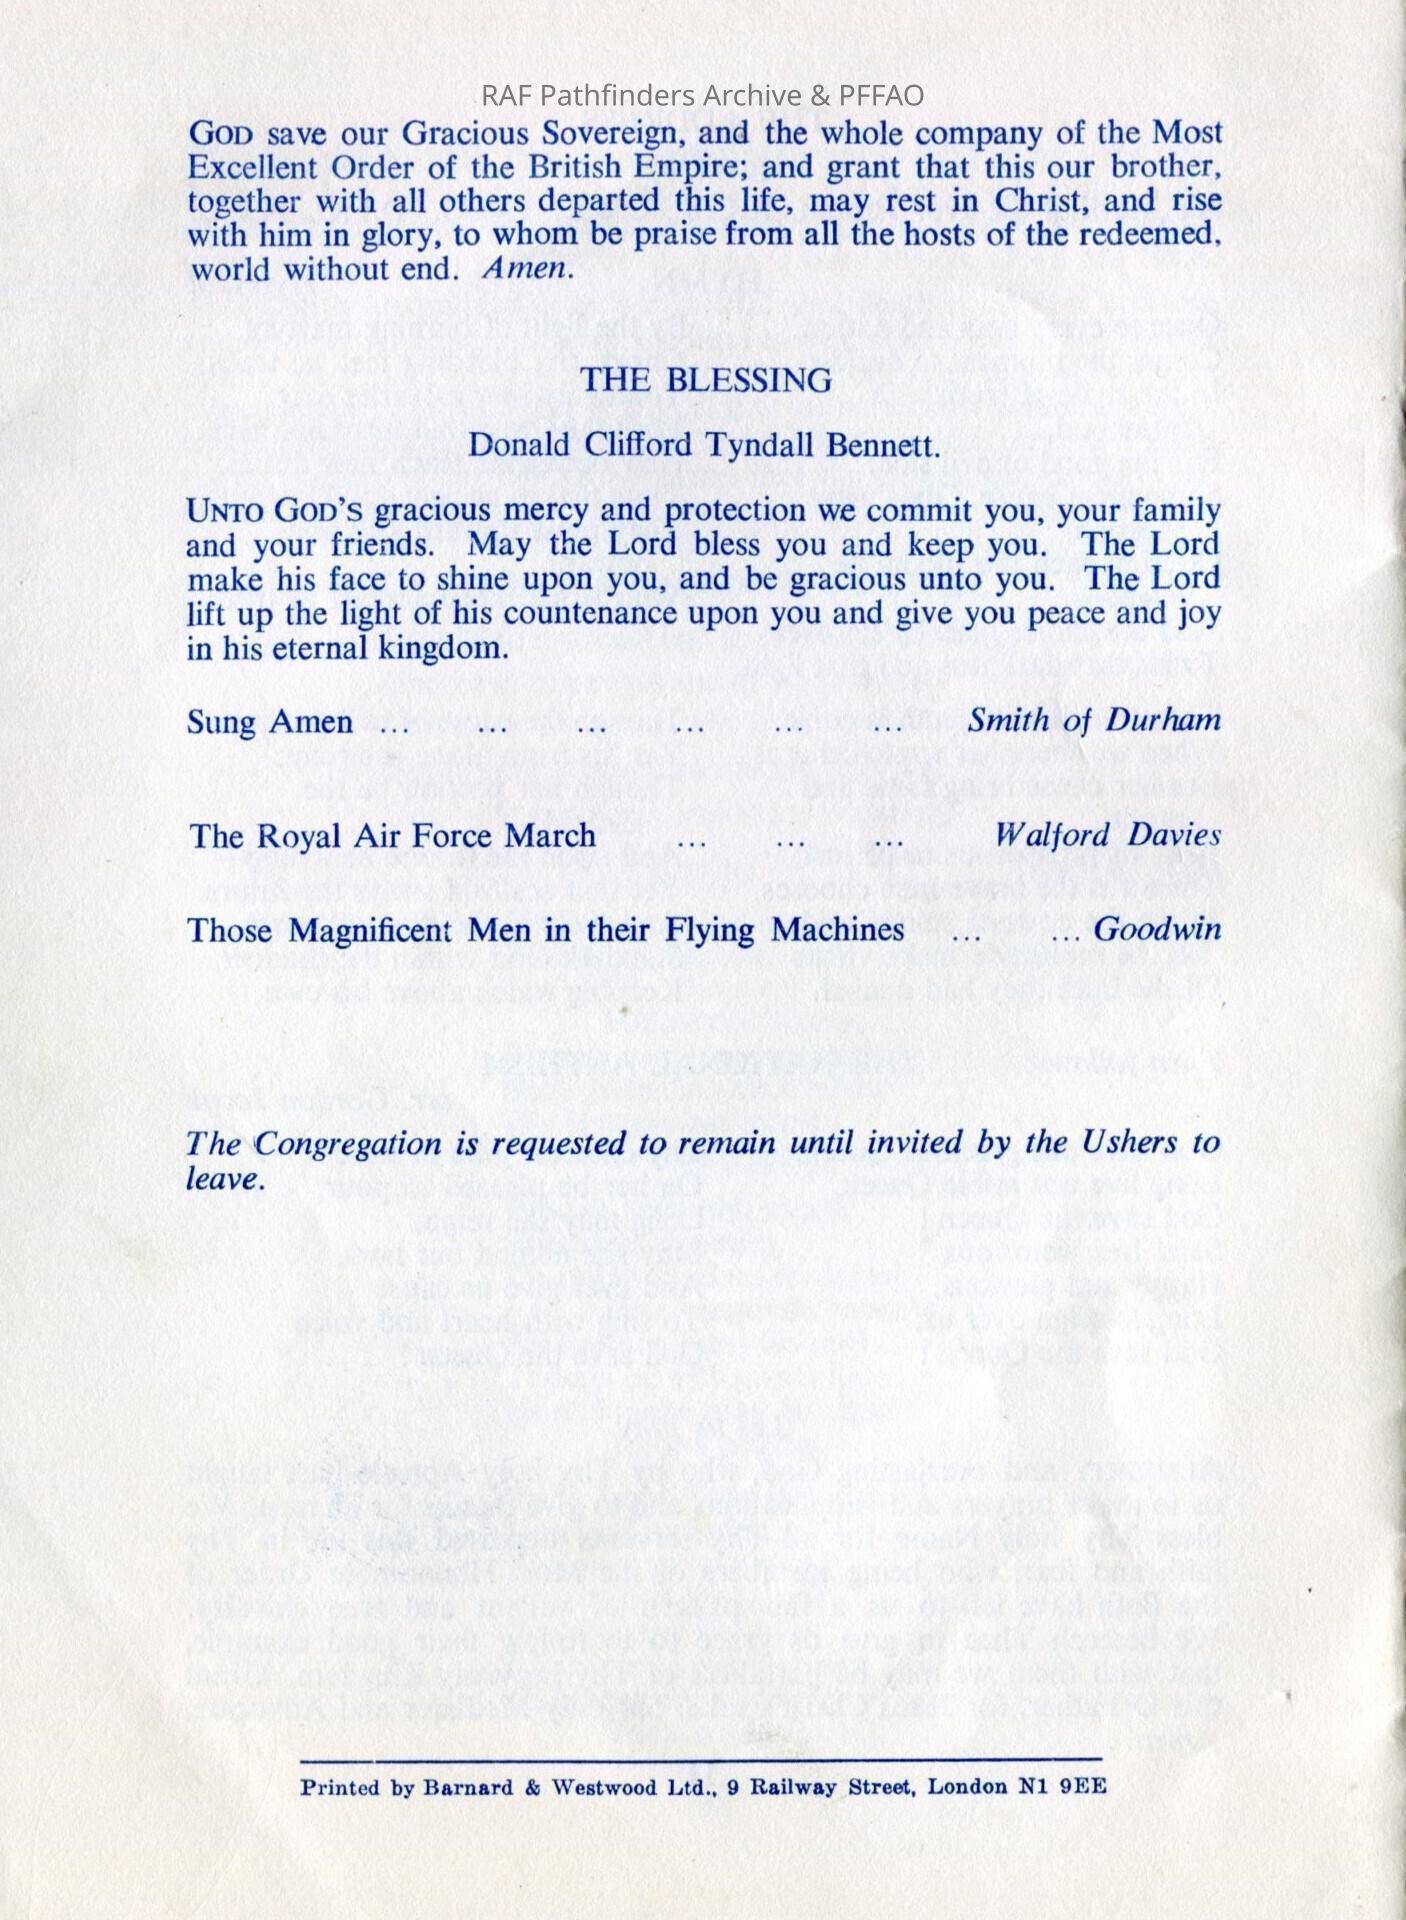 RAF Pathfinders Archive & PFFAO
GOD save our Gracious Sovereign, and the whole company of the Most
Excellent Order of the British Empire; and grant that this our brother,
together with all others departed this life, may rest in Christ, and rise
with him in glory, to whom be praise from all the hosts of the redeemed,
world without end. Amen.
THE BLESSING
Donald Clifford Tyndall Bennett.
UNTO GOD'S gracious mercy and protection we commit you, your family
and your friends. May the Lord bless you and keep you. The Lord
make his face to shine upon you, and be gracious unto you. The Lord
lift up the light of his countenance upon you and give you peace and joy
in his eternal kingdom.
Sung Amen ... ... ... ... ... ... Smith of Durham
The Royal Air Force March ... ... ... Walford Davies
Those Magnificent Men in their Flying Machines ... ... Goodwin
The Congregation is requested to remain until invited by the Ushers to
leave.
Printed by Barnard & Westwood Ltd., 9 Railway Street, London N1 9EE